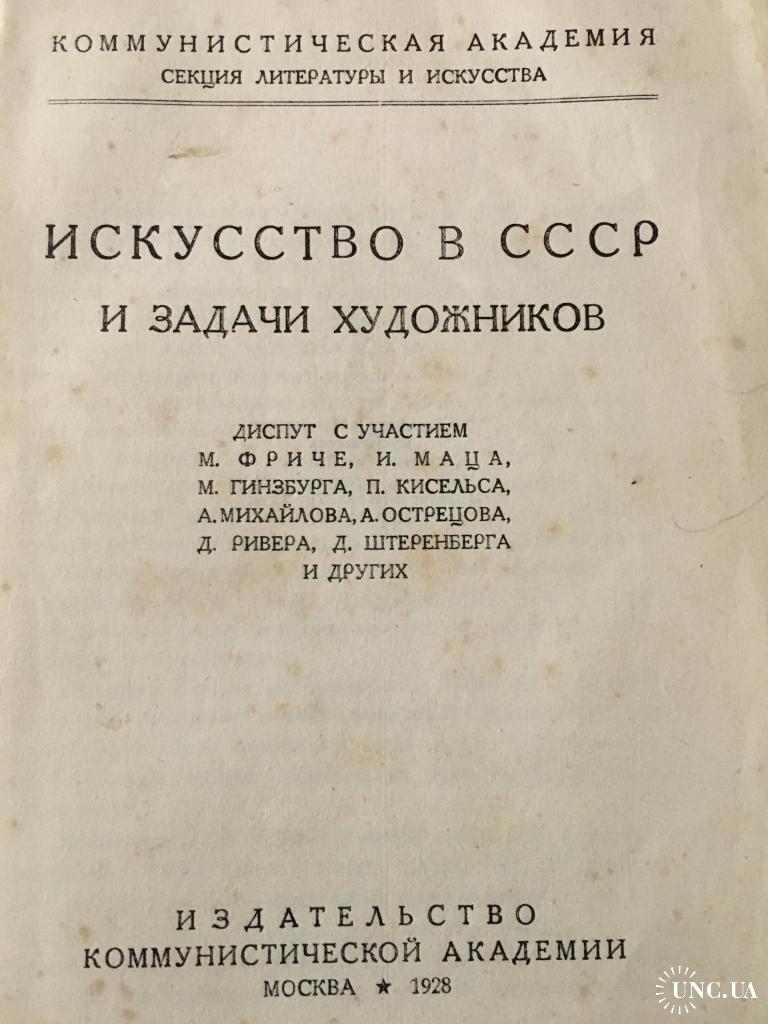 КОММУНИСТИЧЕСКАЯ АКАДЕМИЯ
СЕКЦИЯ ЛИТЕРАТУРЫ И ИСКУССТВА
ИСКУССТВО В СССР
И ЗАДАЧИ ХУДОЖНИКОВ
ДИСПУТ С УЧАСТИЕМ
М. ФРИЧЕ, И. МАЦА,
М. ГИНЗБУРГА, П. КИСЕЛЬСА,
А. МИХАЙЛОВА, А. ОСТРЕЦОВА,
Д. РИВЕРА, Д. ШТЕРЕНБЕРГА
И ДРУГИХ
ИЗДАТЕЛЬСТВО
КОММУНИСТИЧЕСКОЙ АКАДЕМИИ
МОСКВА ★ 1928
UNC.UA